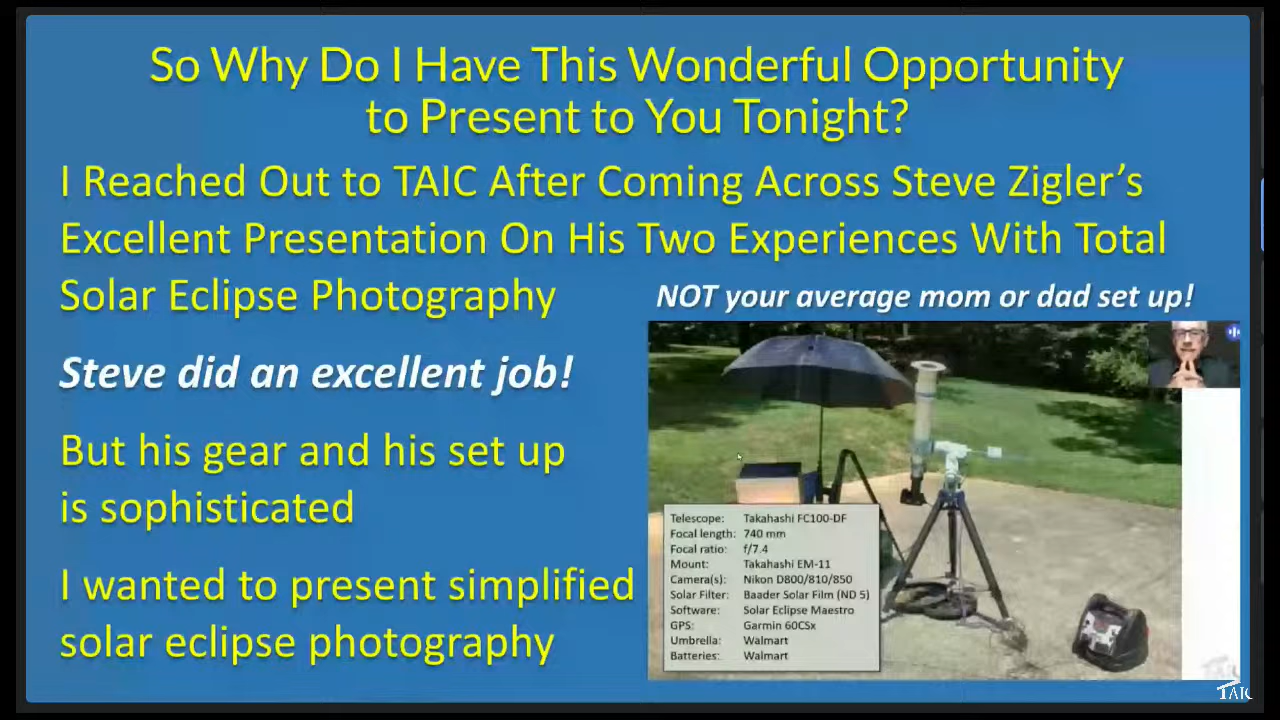 So Why Do I Have This Wonderful Opportunity
to Present to You Tonight?
I Reached Out to TAIC After Coming Across Steve Zigler's
Excellent Presentation On His Two Experiences With Total
Solar Eclipse Photography
NOT your average mom or dad set up!
Steve did an excellent job!
But his gear and his set up
is sophisticated
I wanted to present simplified
solar eclipse photography
Telescope: Takahashi FC100-DF
Focal length: 740 mm
Focal ratio: f/7.4
Mount: Takahashi EM-11
Camera(s): Nikon D800/810/850
Solar Filter: Baader Solar Film (ND 5)
Software: Solar Eclipse Maestro
GPS: Garmin 60CSx
Umbrella: Walmart
Batteries: Walmart
TAIC